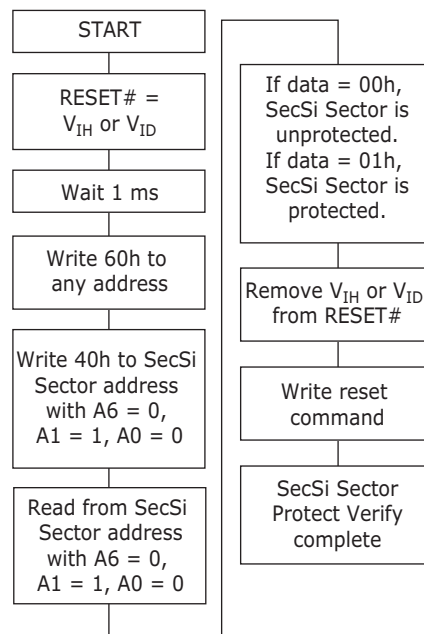 START
RESET# =
V_IH or V_ID
Wait 1 ms
Write 60h to
any address
Write 40h to SecSi
Sector address
with A6 = 0,
A1 = 1, A0 = 0
Read from SecSi
Sector address
with A6 = 0,
A1 = 1, A0 = 0
If data = 00h,
SecSi Sector is
unprotected.
If data = 01h,
SecSi Sector is
protected.
Remove V_IH or V_ID
from RESET#
Write reset
command
SecSi Sector
Protect Verify
complete